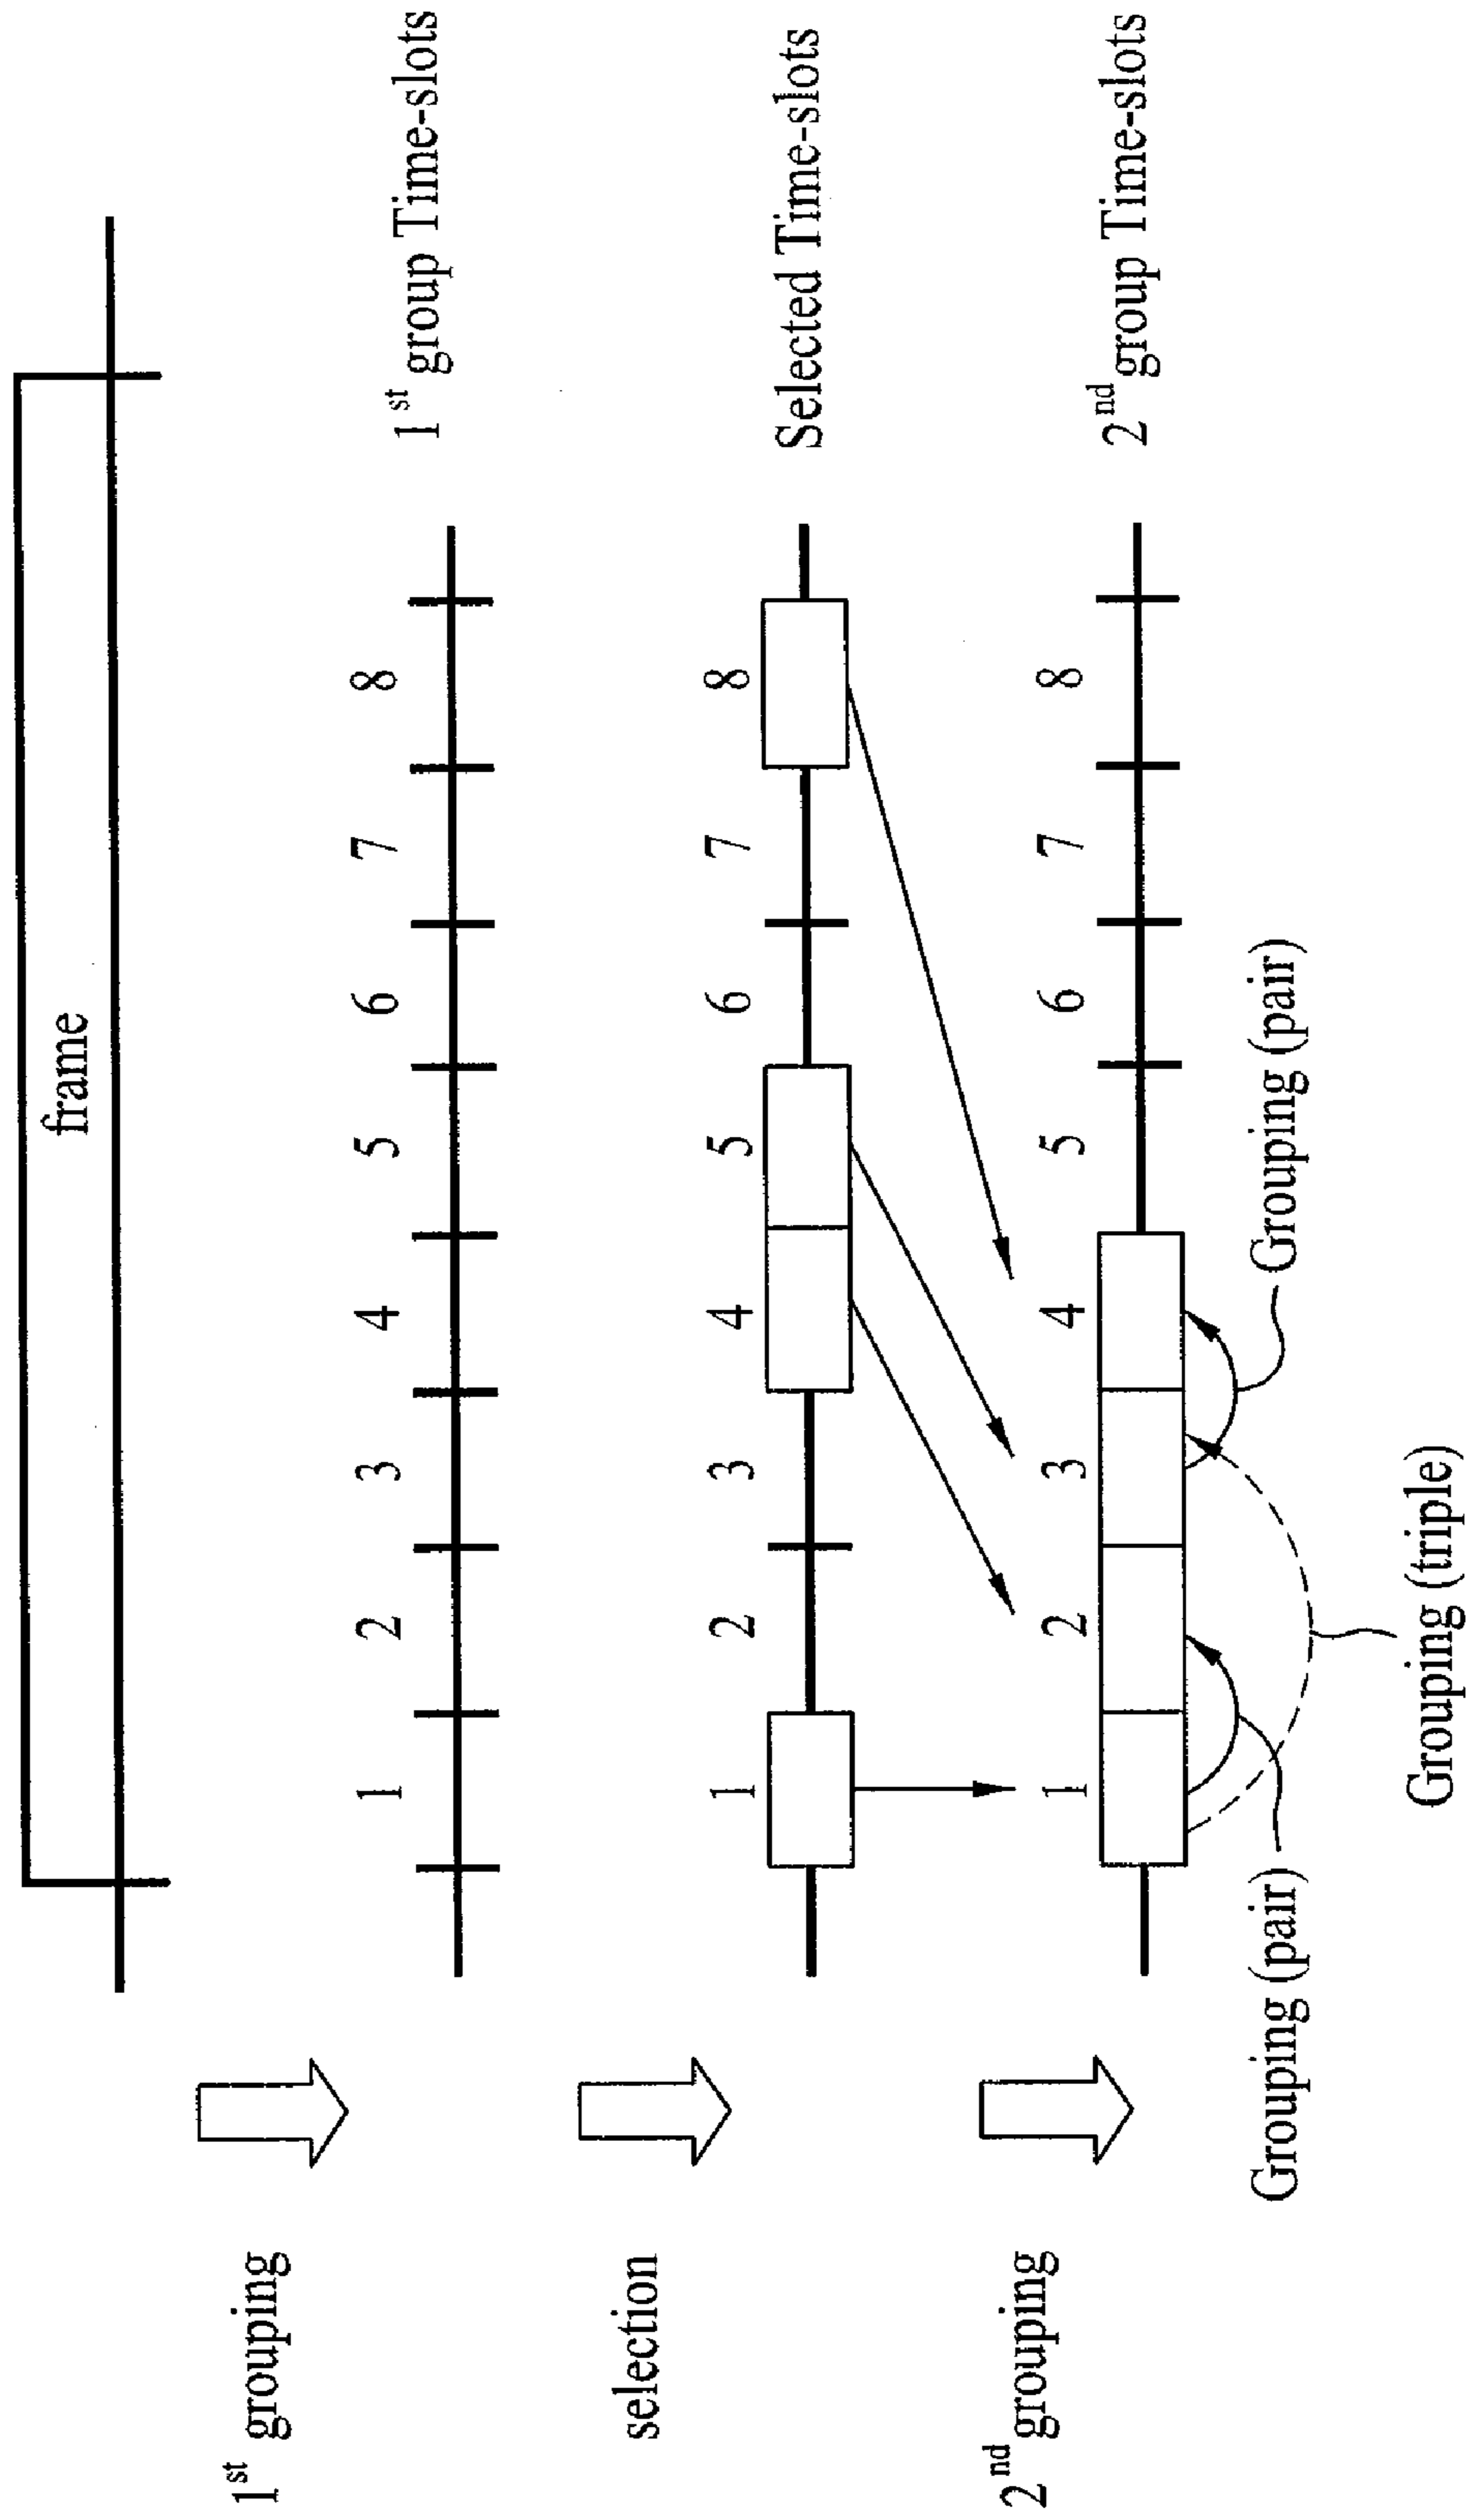 frame
1st grouping
1 2 3 4 5 6 7 8
1st group Time-slots
selection
1 2 3 4 5 6 7 8
Selected Time-slots
2nd grouping
1 2 3 4 5 6 7 8
2nd group Time-slots
Grouping (pair)
Grouping (pair)
Grouping (triple)